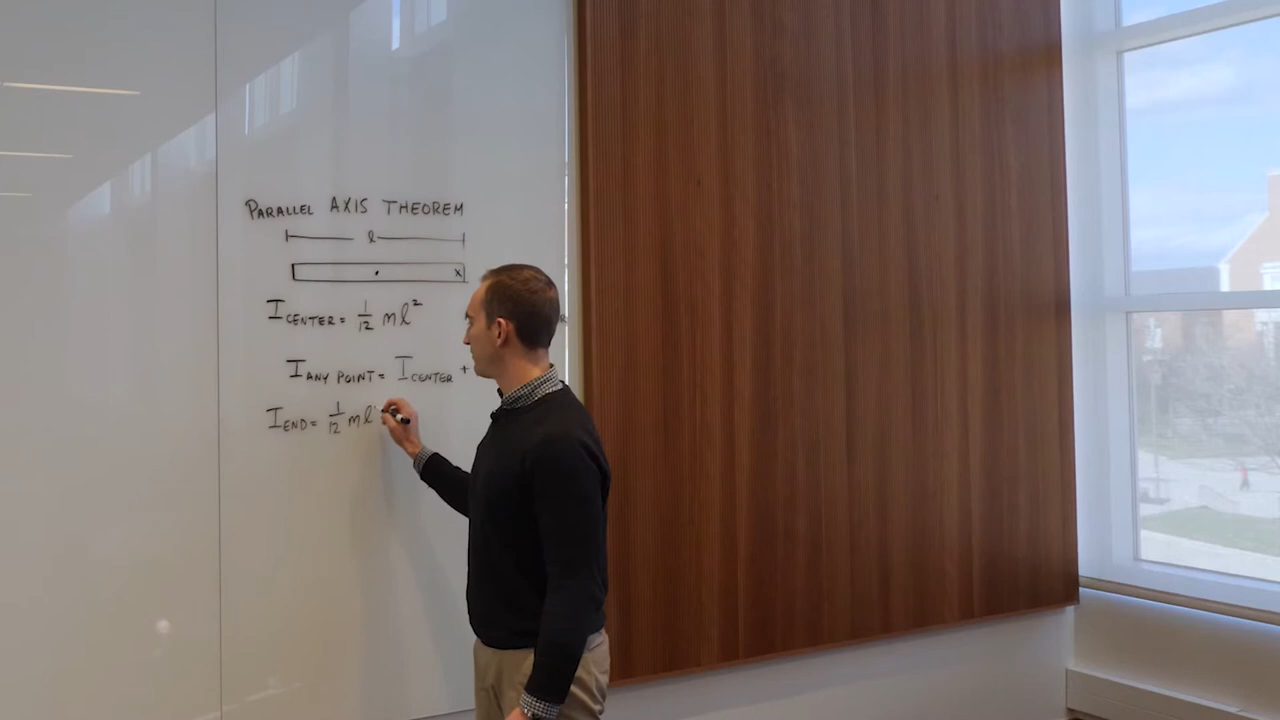 PARALLEL AXIS THEOREM
l
x
I CENTER = 1/12 ml²
I ANY POINT = I CENTER +
I END = 1/12 ml